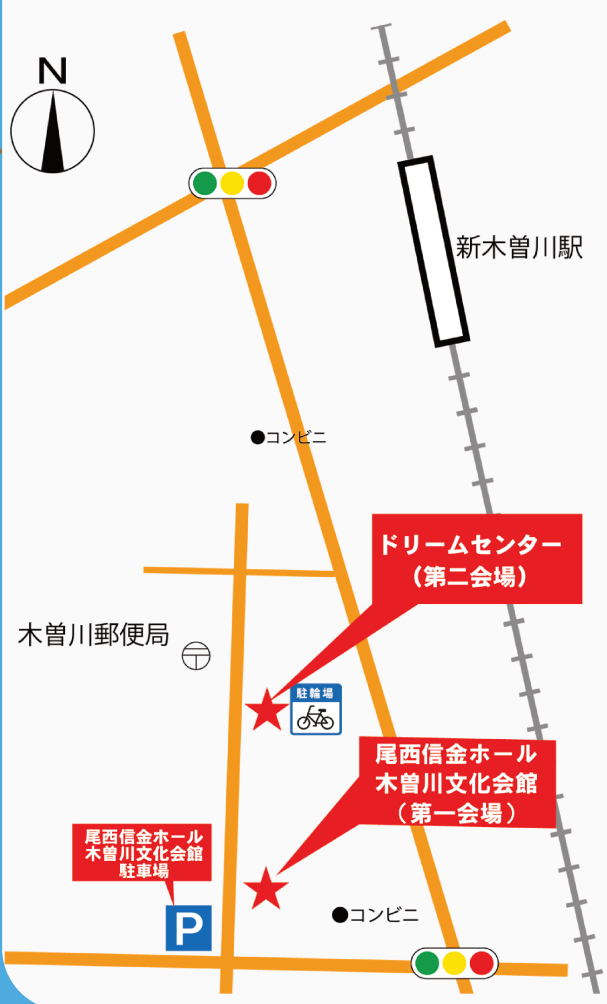 N
新木曽川駅
コンビニ
ドリームセンター
（第二会場）
木曽川郵便局
駐輪場
尾西信金ホール
木曽川文化会館
（第一会場）
尾西信金ホール
木曽川文化会館
駐車場
P
コンビニ